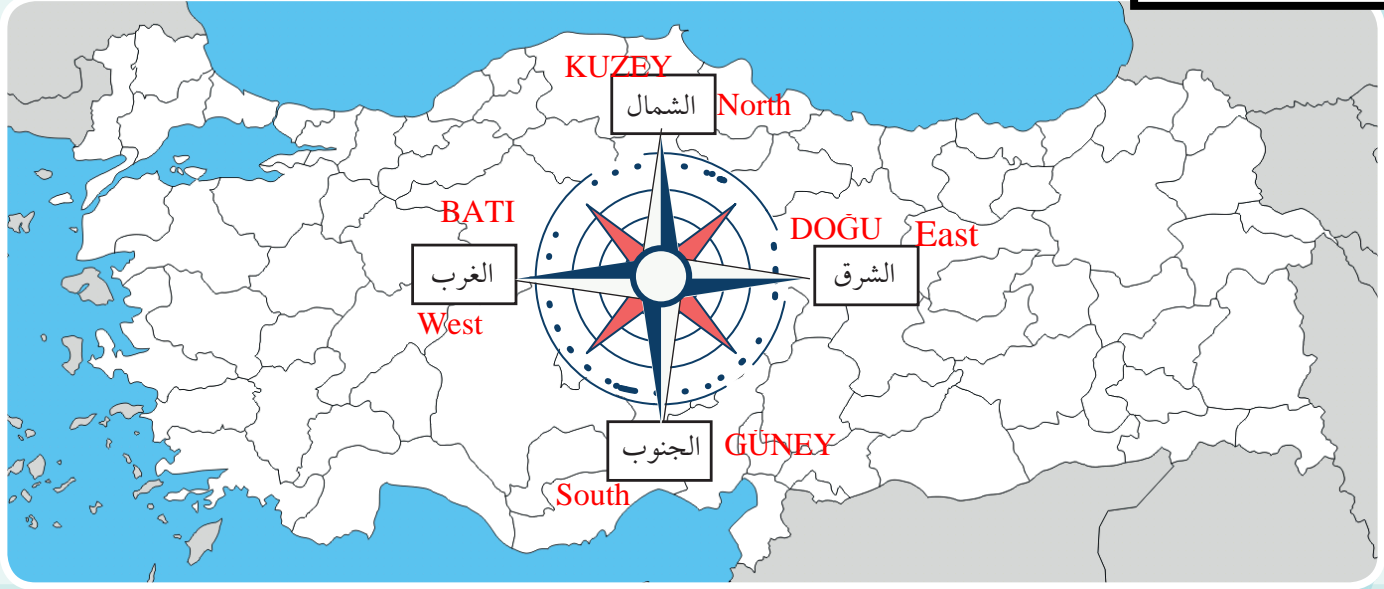 KUZEY
الشمال
North
BATI
الغرب
West
DOĞU
East
الشرق
الجنوب
GÜNEY
South